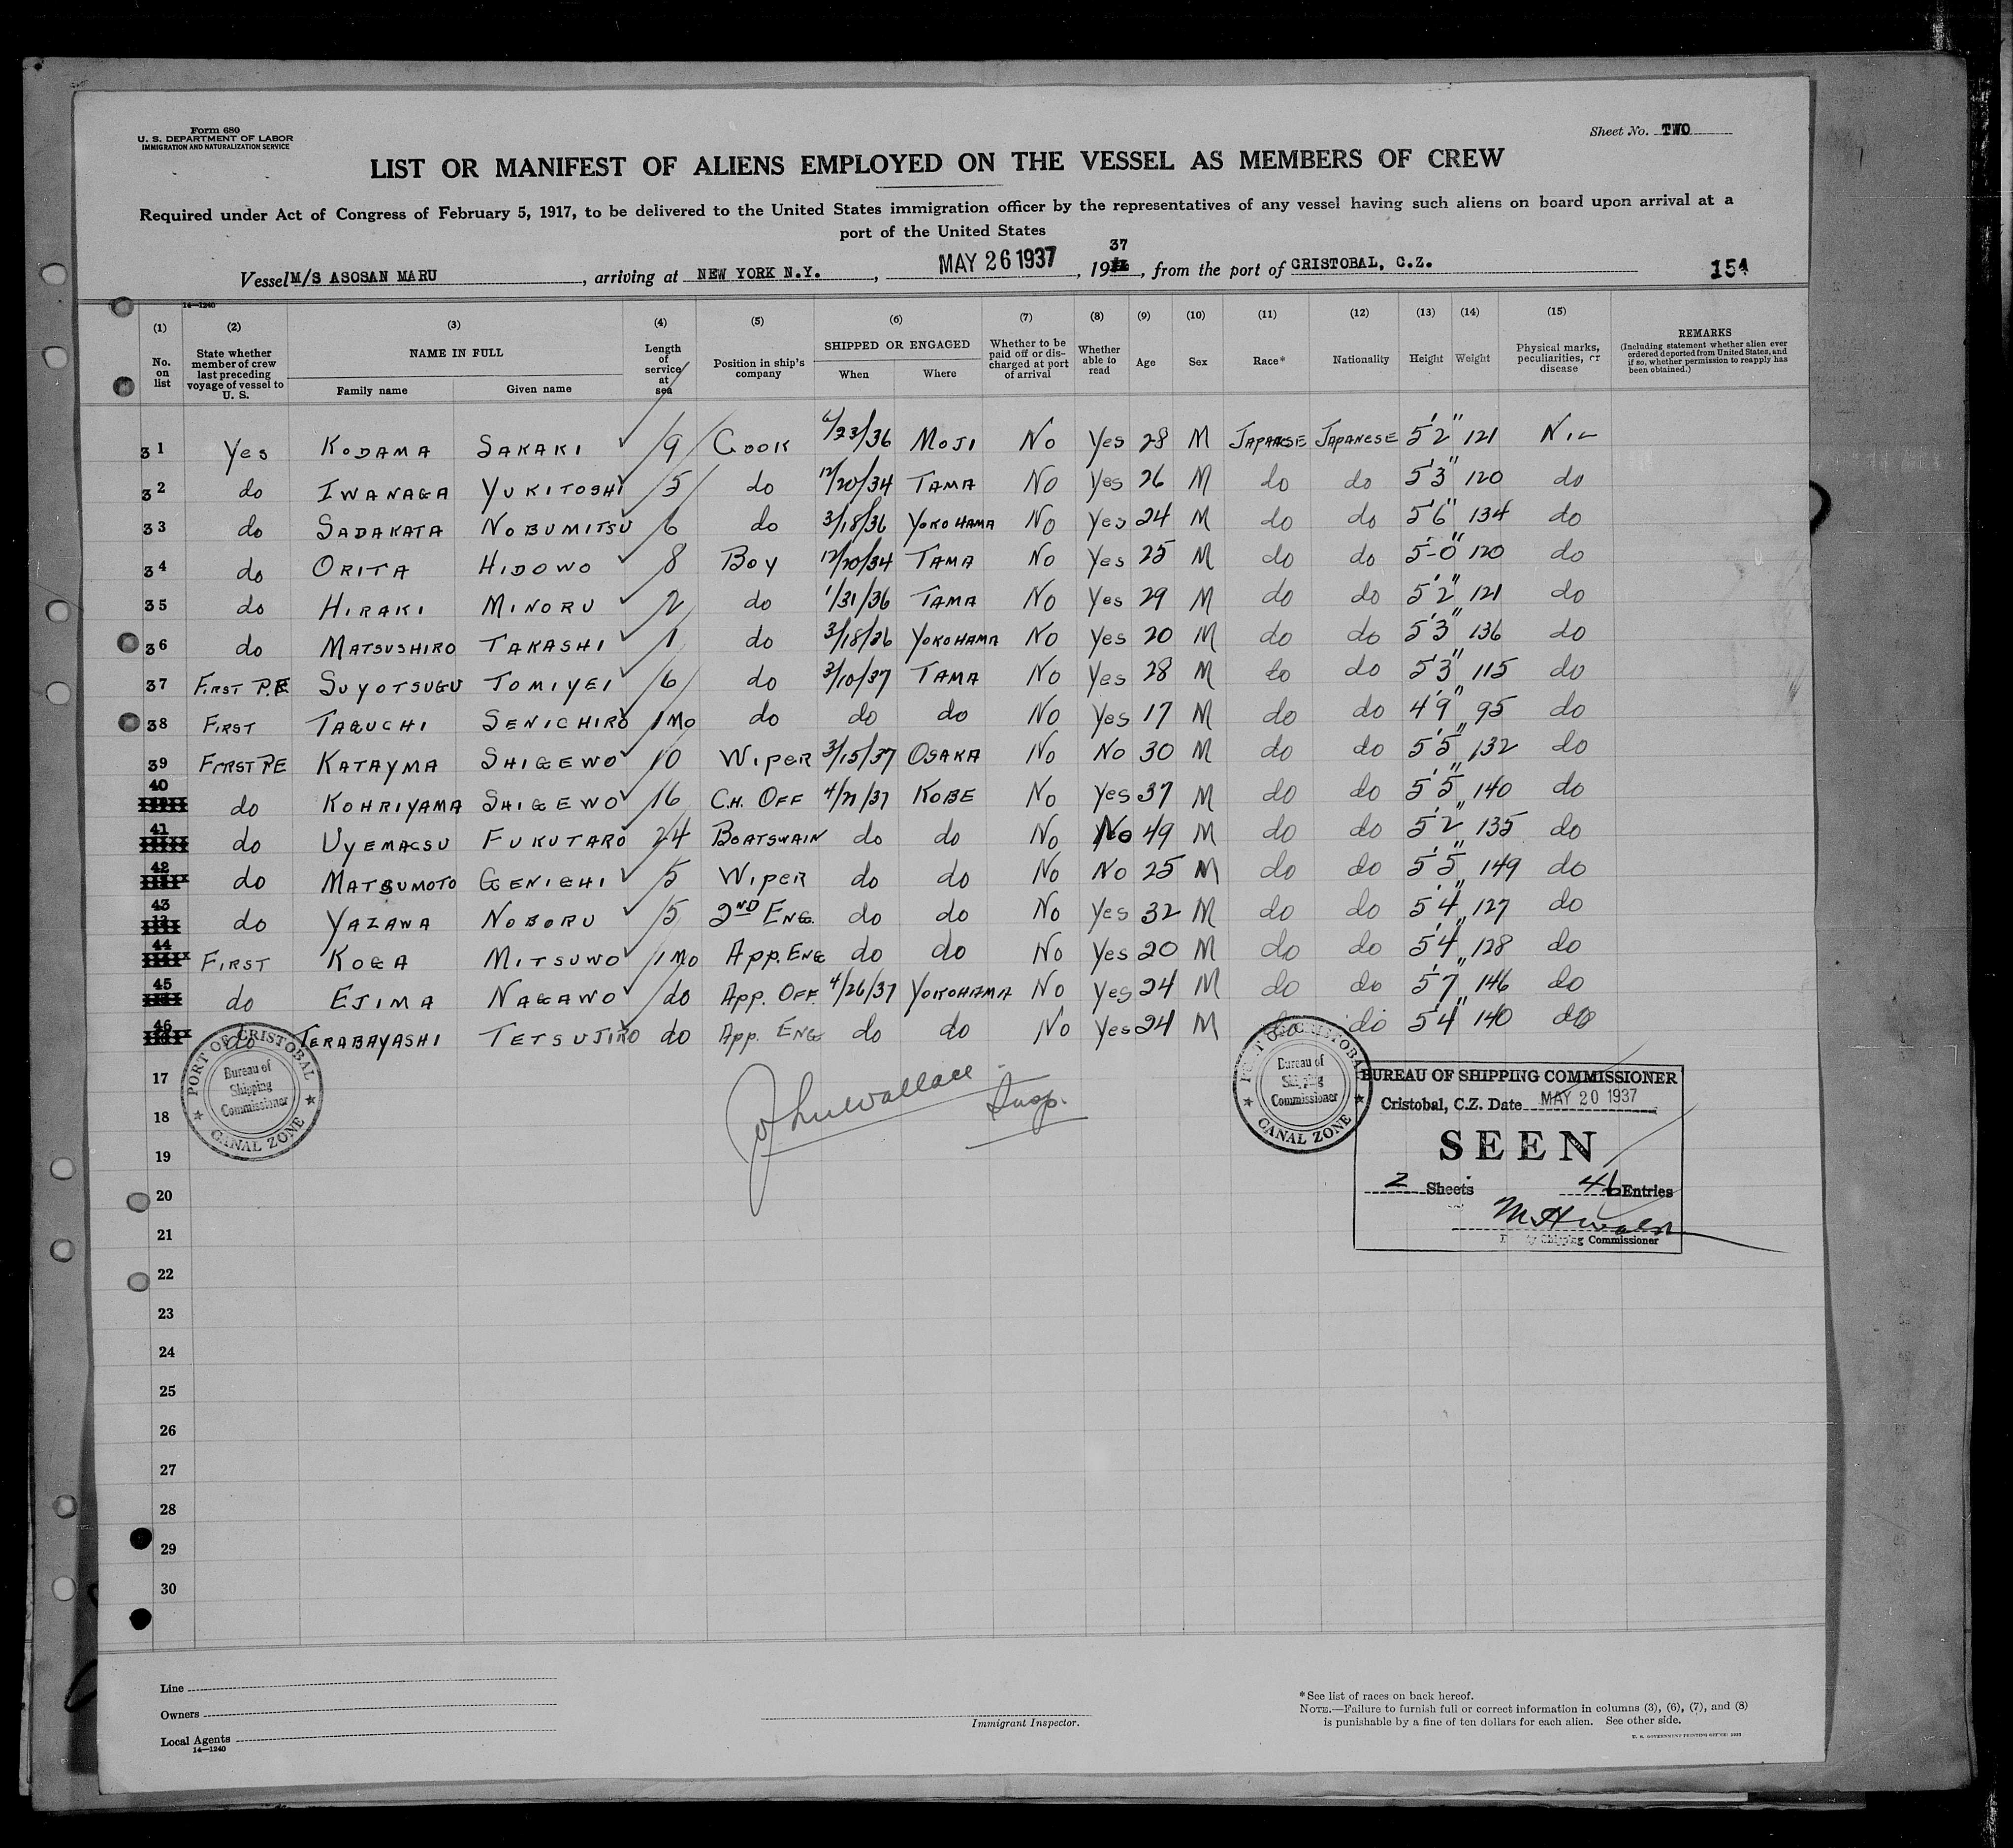 Form 680
U. S. DEPARTMENT OF LABOR
IMMIGRATION AND NATURALIZATION SERVICE
Sheet No. TWO
LIST OR MANIFEST OF ALIENS EMPLOYED ON THE VESSEL AS MEMBERS OF CREW
Required under Act of Congress of February 5, 1917, to be delivered to the United States immigration officer by the representatives of any vessel having such aliens on board upon arrival at a
port of the United States
Vessel M/S ASOSAN MARU, arriving at NEW YORK N.Y., MAY 26 1937, 19 37, from the port of CRISTOBAL, C.Z. 154
14—1240
(1) (2) (3) (4) (5) (6) (7) (8) (9) (10) (11) (12) (13) (14) (15)
No. on list State whether member of crew last preceding voyage of vessel to U. S. NAME IN FULL Family name Given name Length of service at sea Position in ship's company SHIPPED OR ENGAGED When Where Whether to be paid off or discharged at port of arrival Whether able to read Age Sex Race* Nationality Height Weight Physical marks, peculiarities, or disease REMARKS (Including statement whether alien ever ordered deported from United States, and if so, whether permission to reapply has been obtained.)
31 Yes KODAMA SAKAKI 9 COOK 6/23/36 MOJI No Yes 28 M JAPANESE JAPANESE 5'2" 121 NIL
32 do IWANAGA YUKITOSHI 5 do 12/20/34 TAMA No Yes 26 M do do 5'3" 120 do
33 do SADAKATA NOBUMITSU 6 do 3/18/36 YOKOHAMA No Yes 24 M do do 5'6" 134 do
34 do ORITA HIDOWO 8 BOY 12/20/34 TAMA No Yes 25 M do do 5'-0" 120 do
35 do HIRAKI MINORU 2 do 1/31/36 TAMA No Yes 29 M do do 5'2" 121 do
36 do MATSUSHIRO TAKASHI 1 do 3/18/36 YOKOHAMA No Yes 20 M do do 5'3" 136 do
37 FIRST P.E SUYOTSUGU TOMIYEI 6 do 3/10/37 TAMA No Yes 28 M do do 5'3" 115 do
38 FIRST TAGUCHI SENICHIRO 1 MO do do do No Yes 17 M do do 4'9" 95 do
39 FIRST PE KATAYMA SHIGEWO 10 WIPER 3/15/37 OSAKA No No 30 M do do 5'5" 132 do
40 do KOHRIYAMA SHIGEWO 16 C.H. OFF 4/21/37 KOBE No Yes 37 M do do 5'5" 140 do
41 do UYEMACSU FUKUTARO 24 BOATSWAIN do do No No 49 M do do 5'2" 135 do
42 do MATSUMOTO GENICHI 5 WIPER do do No No 25 M do do 5'5" 149 do
43 do YAZAWA NOBORU 5 2ND ENG. do do No Yes 32 M do do 5'4" 127 do
44 FIRST KOGA MITSUWO 1 MO APP. ENG do do No Yes 20 M do do 5'4" 128 do
45 do EJIMA NAGAWO do APP. OFF. 4/26/37 YOKOHAMA No Yes 24 M do do 5'7" 146 do
46 do TERABAYASHI TETSUJIRO do APP. ENG do do No Yes 24 M do do 5'4" 140 do
PORT OF CRISTOBAL
Bureau of
Shipping
Commissioner
CANAL ZONE
John Wallace
Insp.
PORT OF CRISTOBAL
Bureau of
Shipping
Commissioner
CANAL ZONE
BUREAU OF SHIPPING COMMISSIONER
Cristobal, C.Z. Date MAY 20 1937
SEEN
2 Sheets 46 Entries
Deputy Shipping Commissioner
17
18
19
20
21
22
23
24
25
26
27
28
29
30
Line
Owners
Local Agents
14—1240
Immigrant Inspector.
*See list of races on back hereof.
NOTE.—Failure to furnish full or correct information in columns (3), (6), (7), and (8)
is punishable by a fine of ten dollars for each alien. See other side.